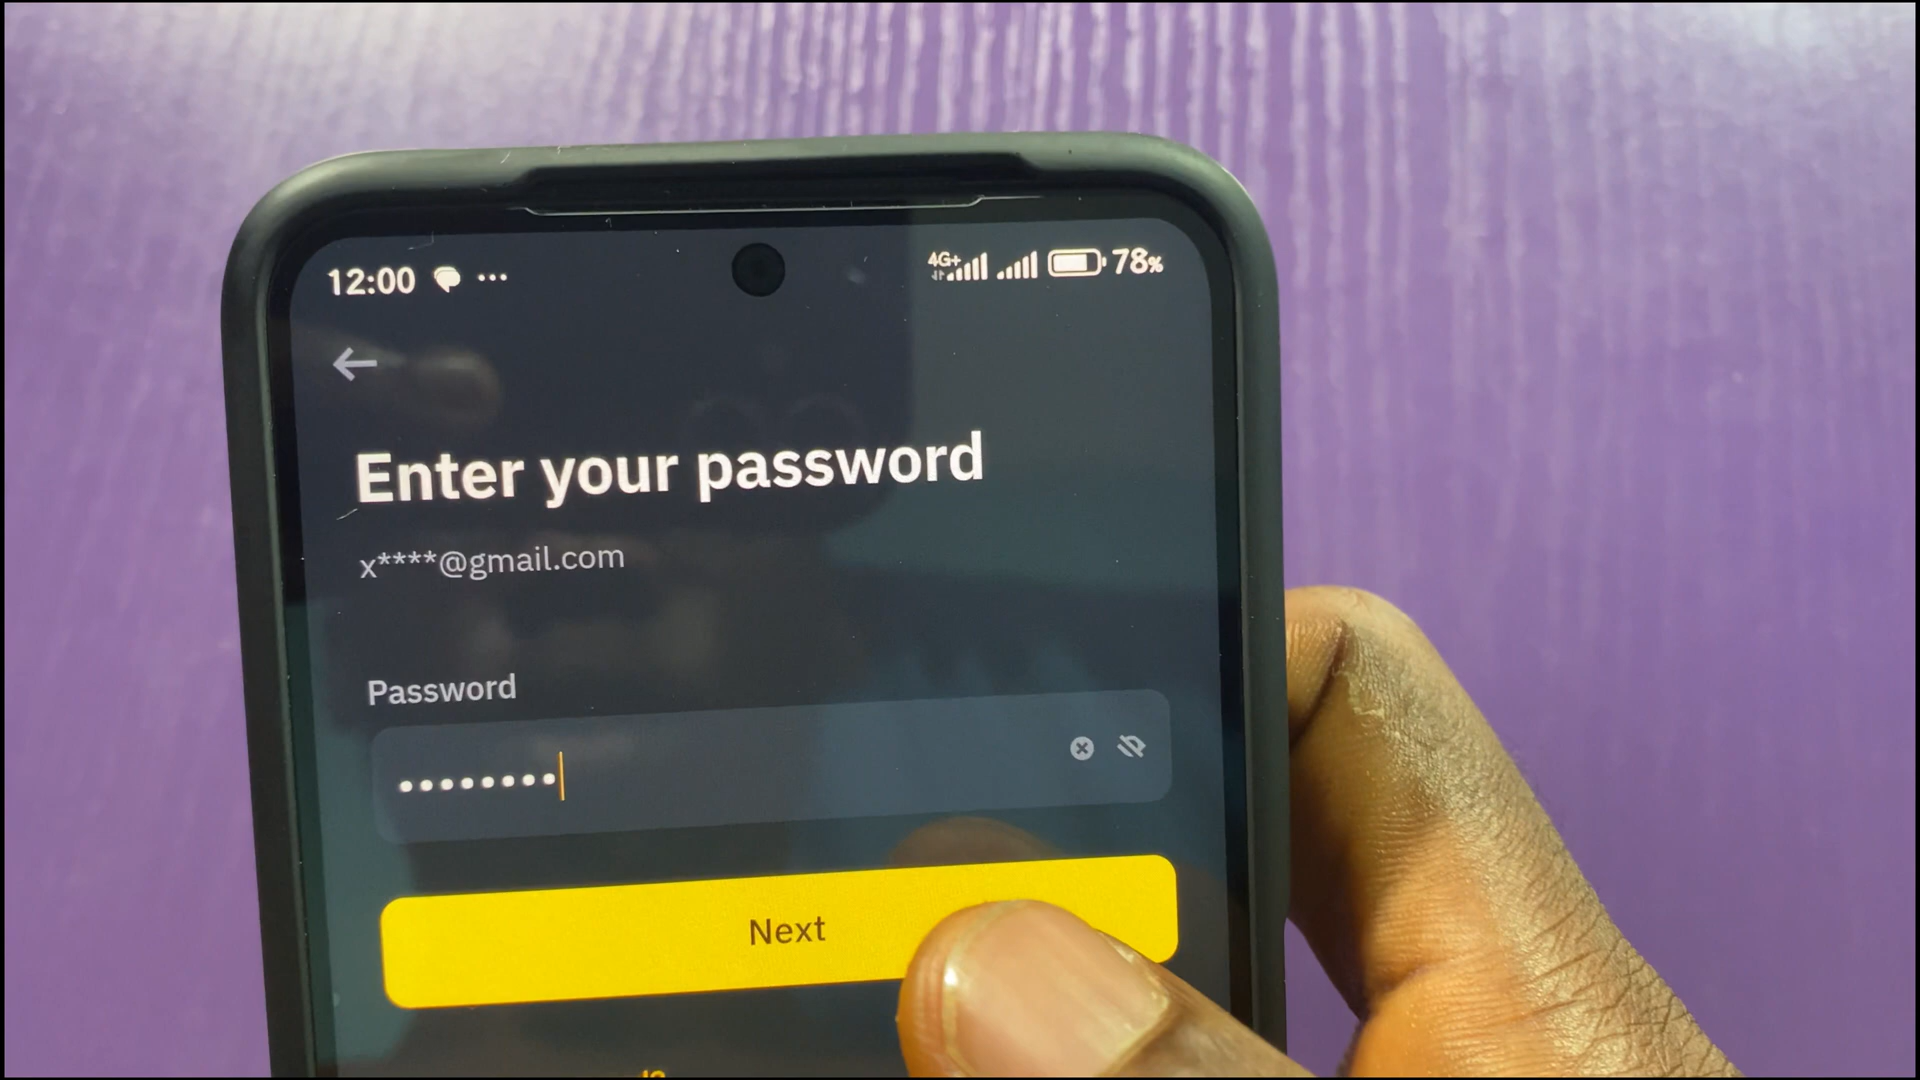 12:00 ... 4G+ 78%
Enter your password
x****@gmail.com
Password
••••••••
Next